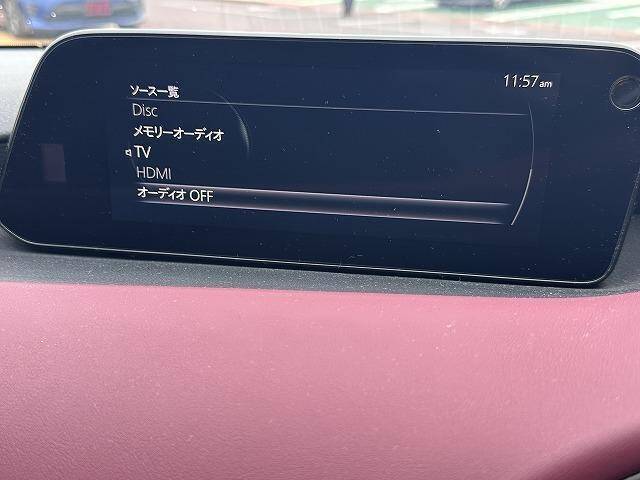 11:57am
ソース一覧
Disc
メモリーオーディオ
TV
HDMI
オーディオ OFF